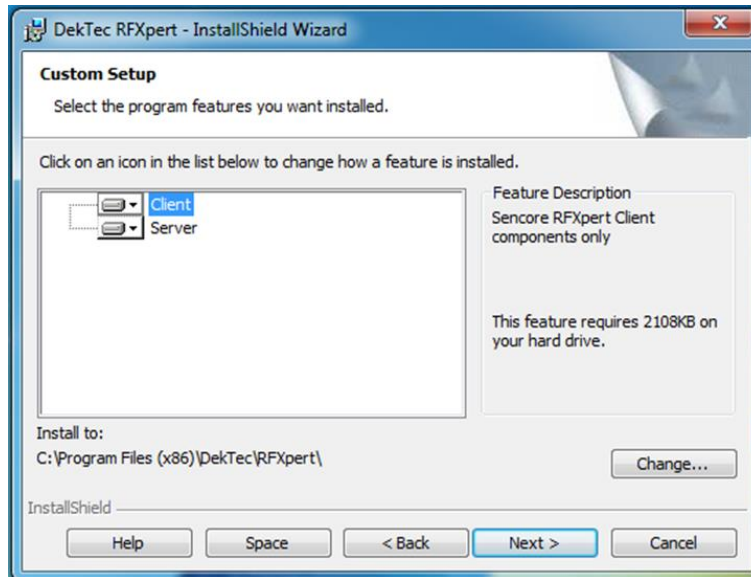 DekTec RFXpert - InstallShield Wizard
x
Custom Setup
Select the program features you want installed.
Click on an icon in the list below to change how a feature is installed.
Client
Server
Feature Description
Sencore RFXpert Client
components only
This feature requires 2108KB on
your hard drive.
Install to:
C:\Program Files (x86)\DekTec\RFXpert\
Change...
InstallShield
Help
Space
< Back
Next >
Cancel